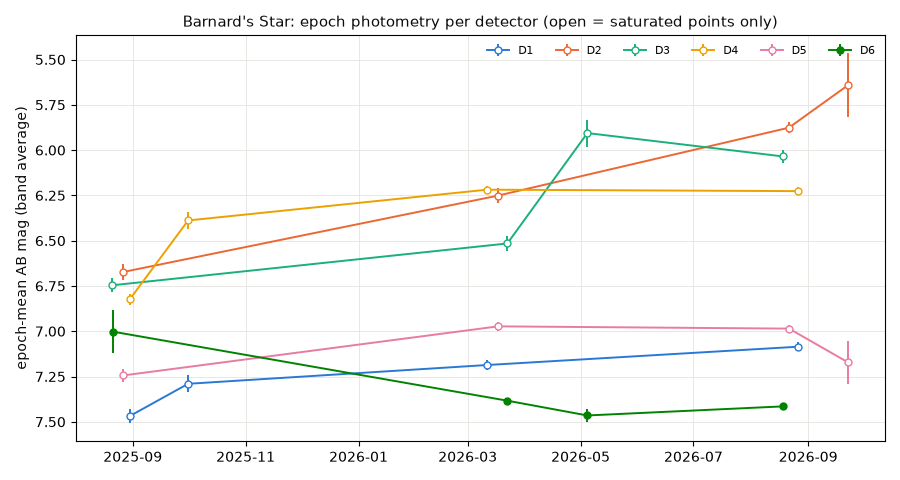 Barnard's Star: epoch photometry per detector (open = saturated points only)
D1 D2 D3 D4 D5 D6
epoch-mean AB mag (band average)
5.50
5.75
6.00
6.25
6.50
6.75
7.00
7.25
7.50
2025-09 2025-11 2026-01 2026-03 2026-05 2026-07 2026-09